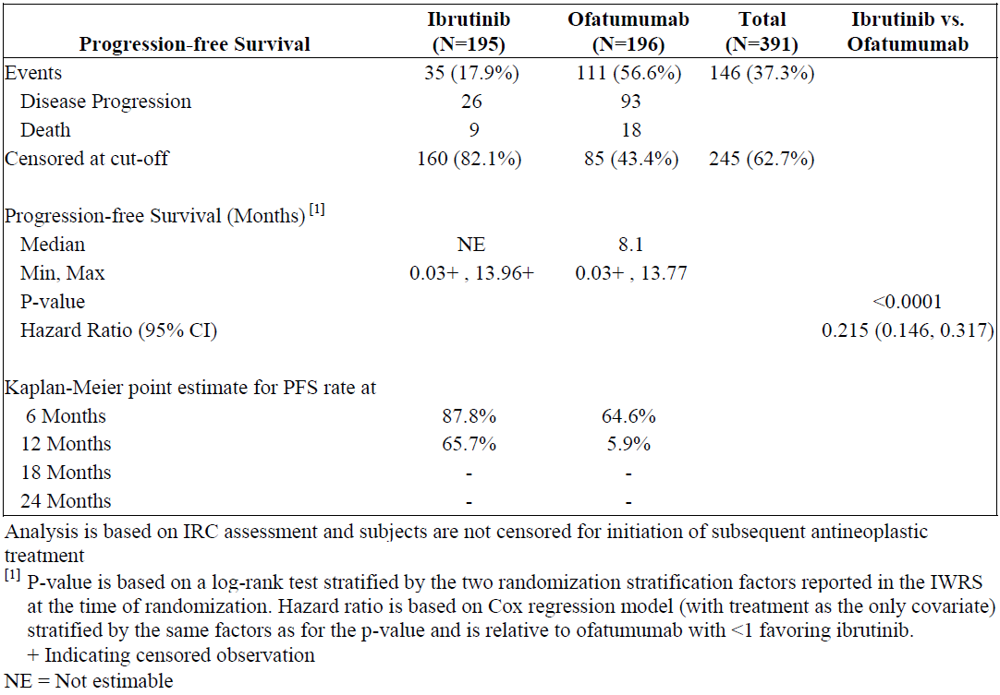 Progression-free Survival Ibrutinib (N=195) Ofatumumab (N=196) Total (N=391) Ibrutinib vs. Ofatumumab
Events 35 (17.9%) 111 (56.6%) 146 (37.3%)
Disease Progression 26 93
Death 9 18
Censored at cut-off 160 (82.1%) 85 (43.4%) 245 (62.7%)
Progression-free Survival (Months) [1]
Median NE 8.1
Min, Max 0.03+ , 13.96+ 0.03+ , 13.77
P-value <0.0001
Hazard Ratio (95% CI) 0.215 (0.146, 0.317)
Kaplan-Meier point estimate for PFS rate at
6 Months 87.8% 64.6%
12 Months 65.7% 5.9%
18 Months - -
24 Months - -
Analysis is based on IRC assessment and subjects are not censored for initiation of subsequent antineoplastic
treatment
[1] P-value is based on a log-rank test stratified by the two randomization stratification factors reported in the IWRS
at the time of randomization. Hazard ratio is based on Cox regression model (with treatment as the only covariate)
stratified by the same factors as for the p-value and is relative to ofatumumab with <1 favoring ibrutinib.
+ Indicating censored observation
NE = Not estimable